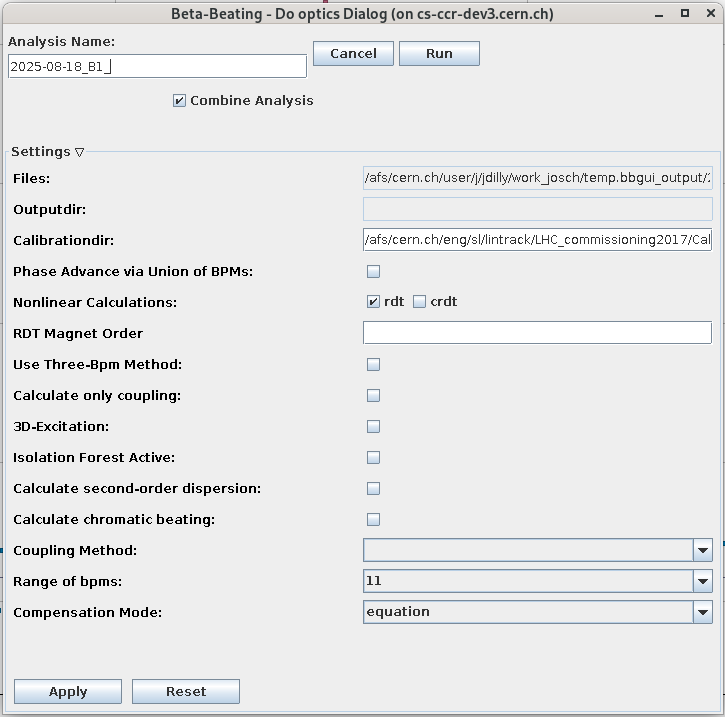 Beta-Beating - Do optics Dialog (on cs-ccr-dev3.cern.ch)
Analysis Name:
2025-08-18_B1_
Cancel
Run
Combine Analysis
Settings ▽
Files: /afs/cern.ch/user/j/jdilly/work_josch/temp.bbgui_output/
Outputdir:
Calibrationdir: /afs/cern.ch/eng/sl/lintrack/LHC_commissioning2017/Cal
Phase Advance via Union of BPMs:
Nonlinear Calculations: rdt crdt
RDT Magnet Order
Use Three-Bpm Method:
Calculate only coupling:
3D-Excitation:
Isolation Forest Active:
Calculate second-order dispersion:
Calculate chromatic beating:
Coupling Method:
Range of bpms: 11
Compensation Mode: equation
Apply Reset